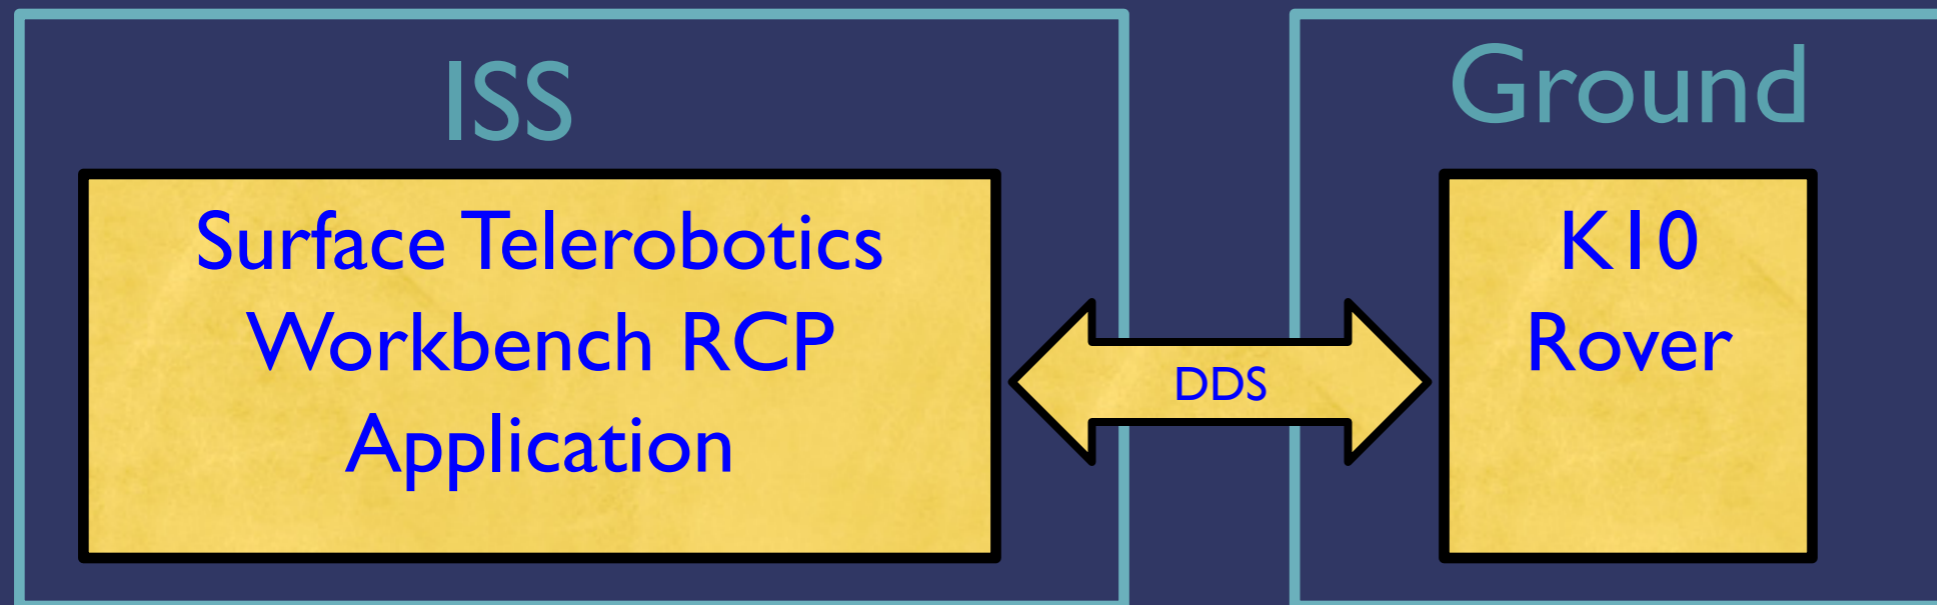 ISS
Surface Telerobotics
Workbench RCP
Application
DDS
Ground
K10
Rover